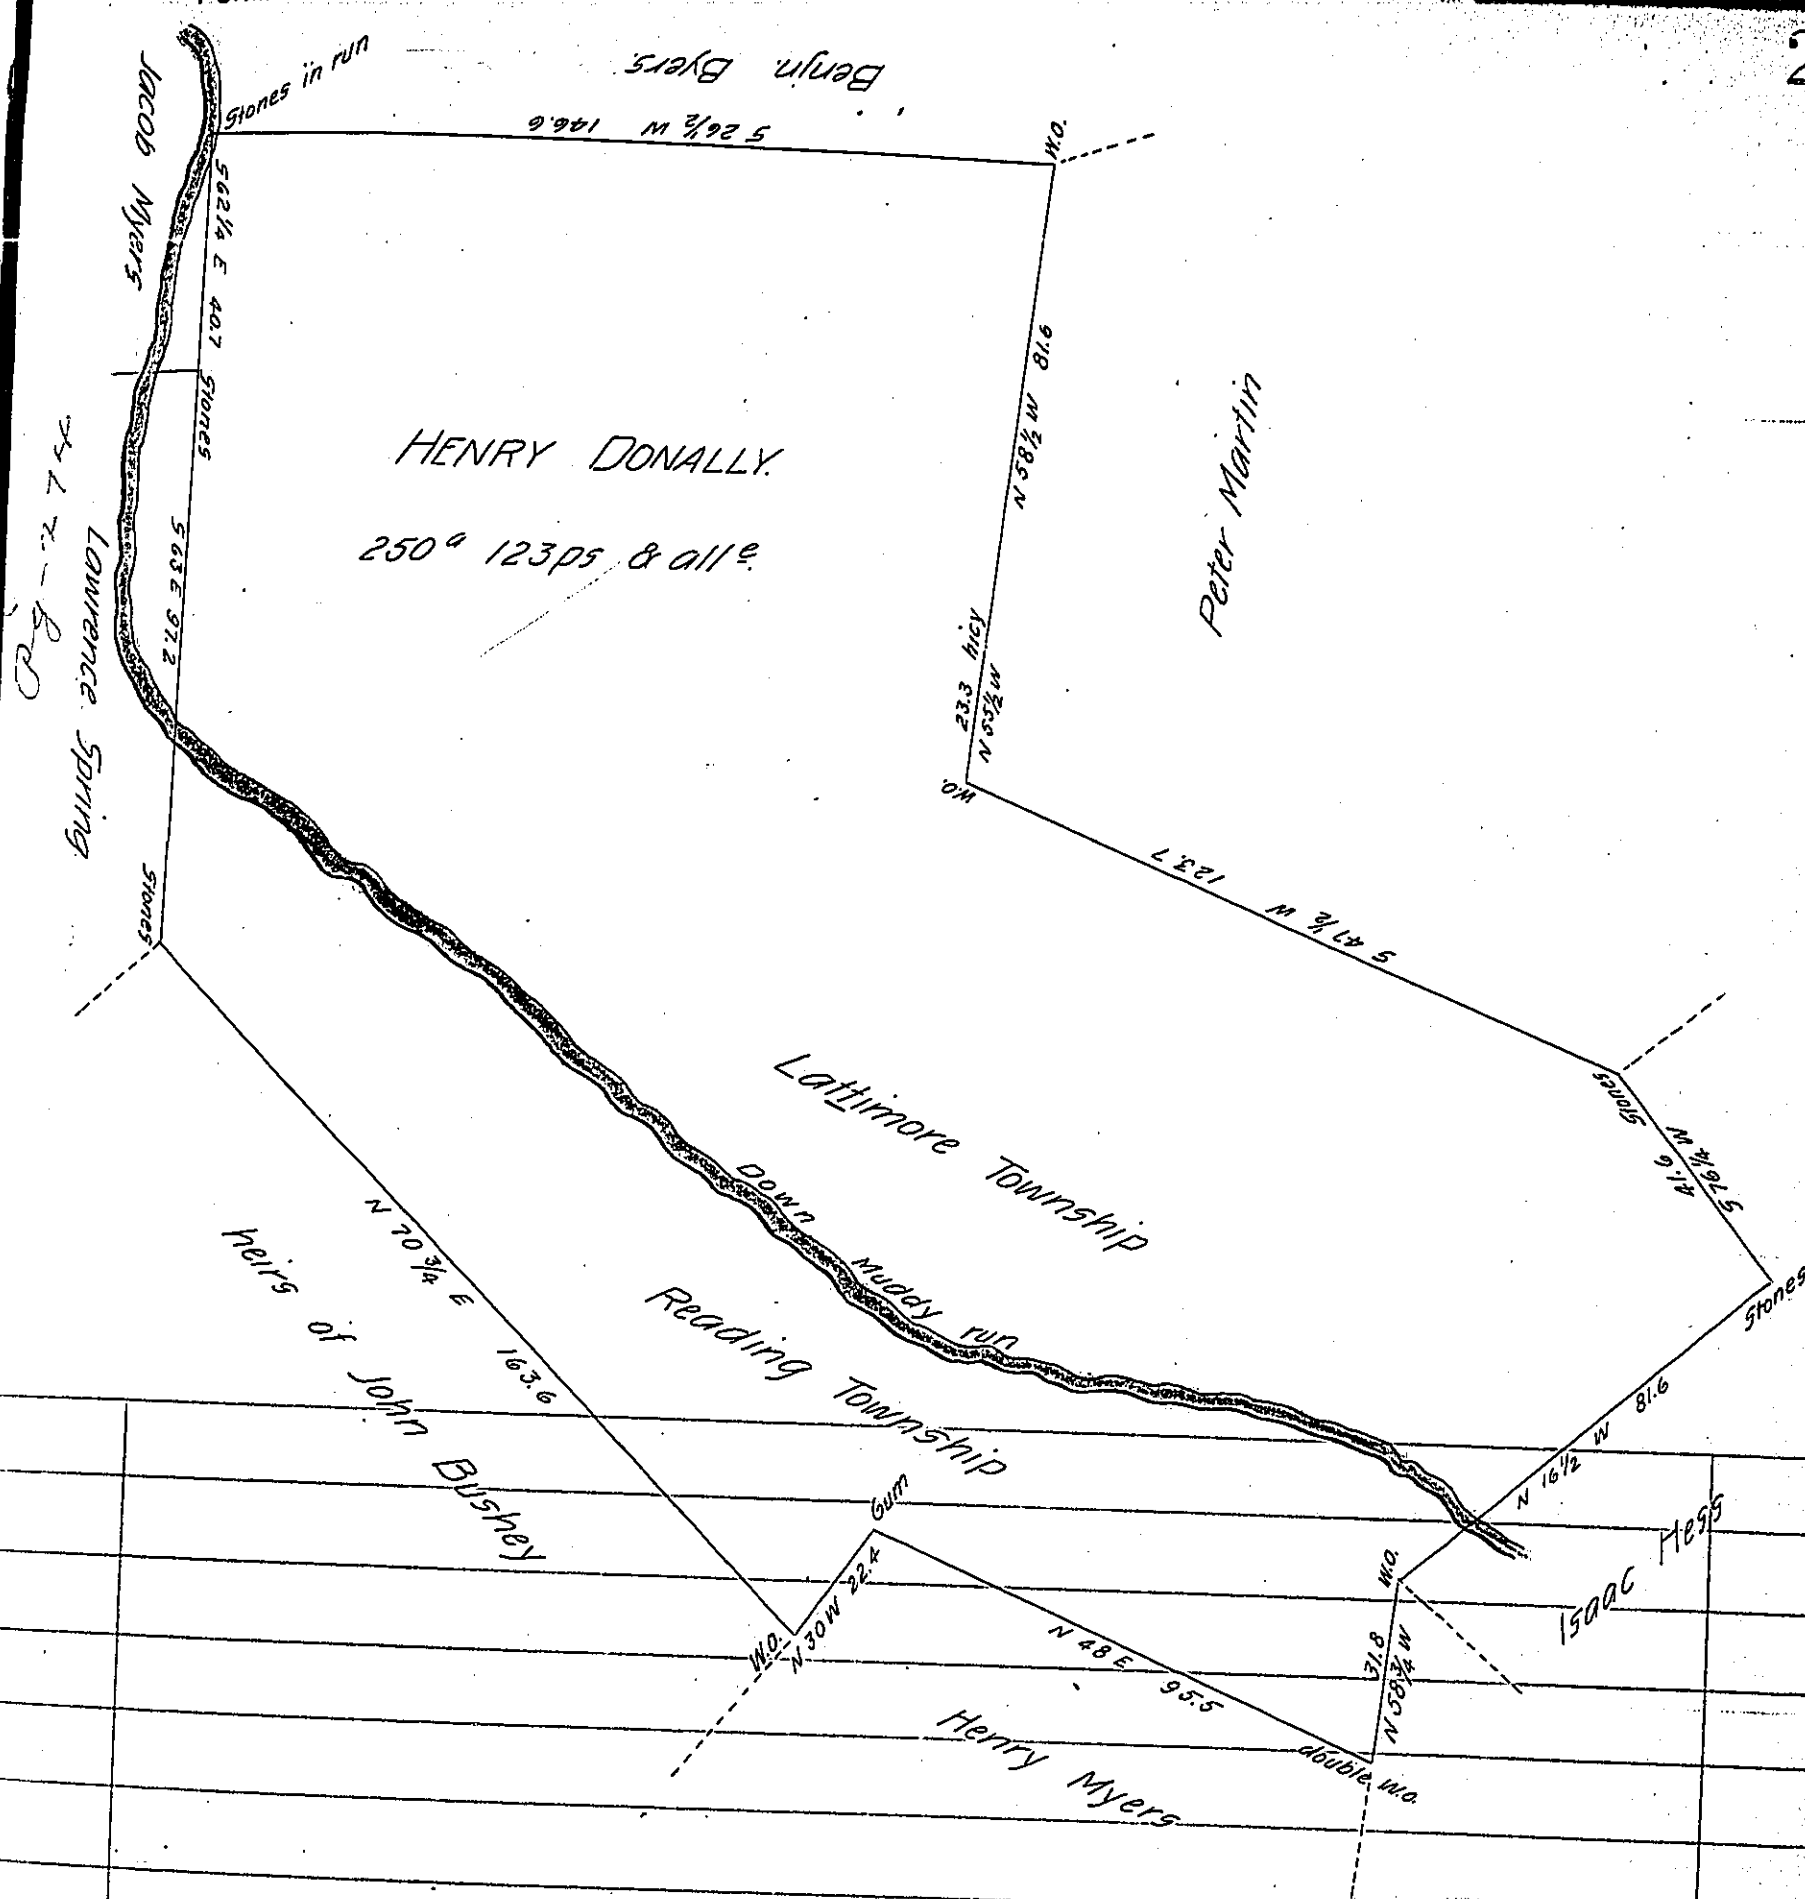 Stones in run
Benjn. Byers
S 26½ W 146.6
W.O.
Jacob Myers
S 62¼ E 40.7 Stones
N 58½ W 81.6
HENRY DONALLY.
250ᵃ 123ps & allᵉ.
Peter Martin
Pg-274
Lawrence Spring
S 63 E 97.2
23.3 hicy
N 55½ W
W.O.
Stones
S 47½ W 123.7
Stones
S 76¼ W
41.6
Stones
Lattimore Township
Down Muddy run
Reading Township
N 70¾ E 163.6
heirs of John Bushey
N 16½ W 81.6
Isaac Hess
Gum
W.O.
N 30 W 22.4
N 48 E 95.5
W.O.
31.8
N 58¾ W
double W.O.
Henry Myers